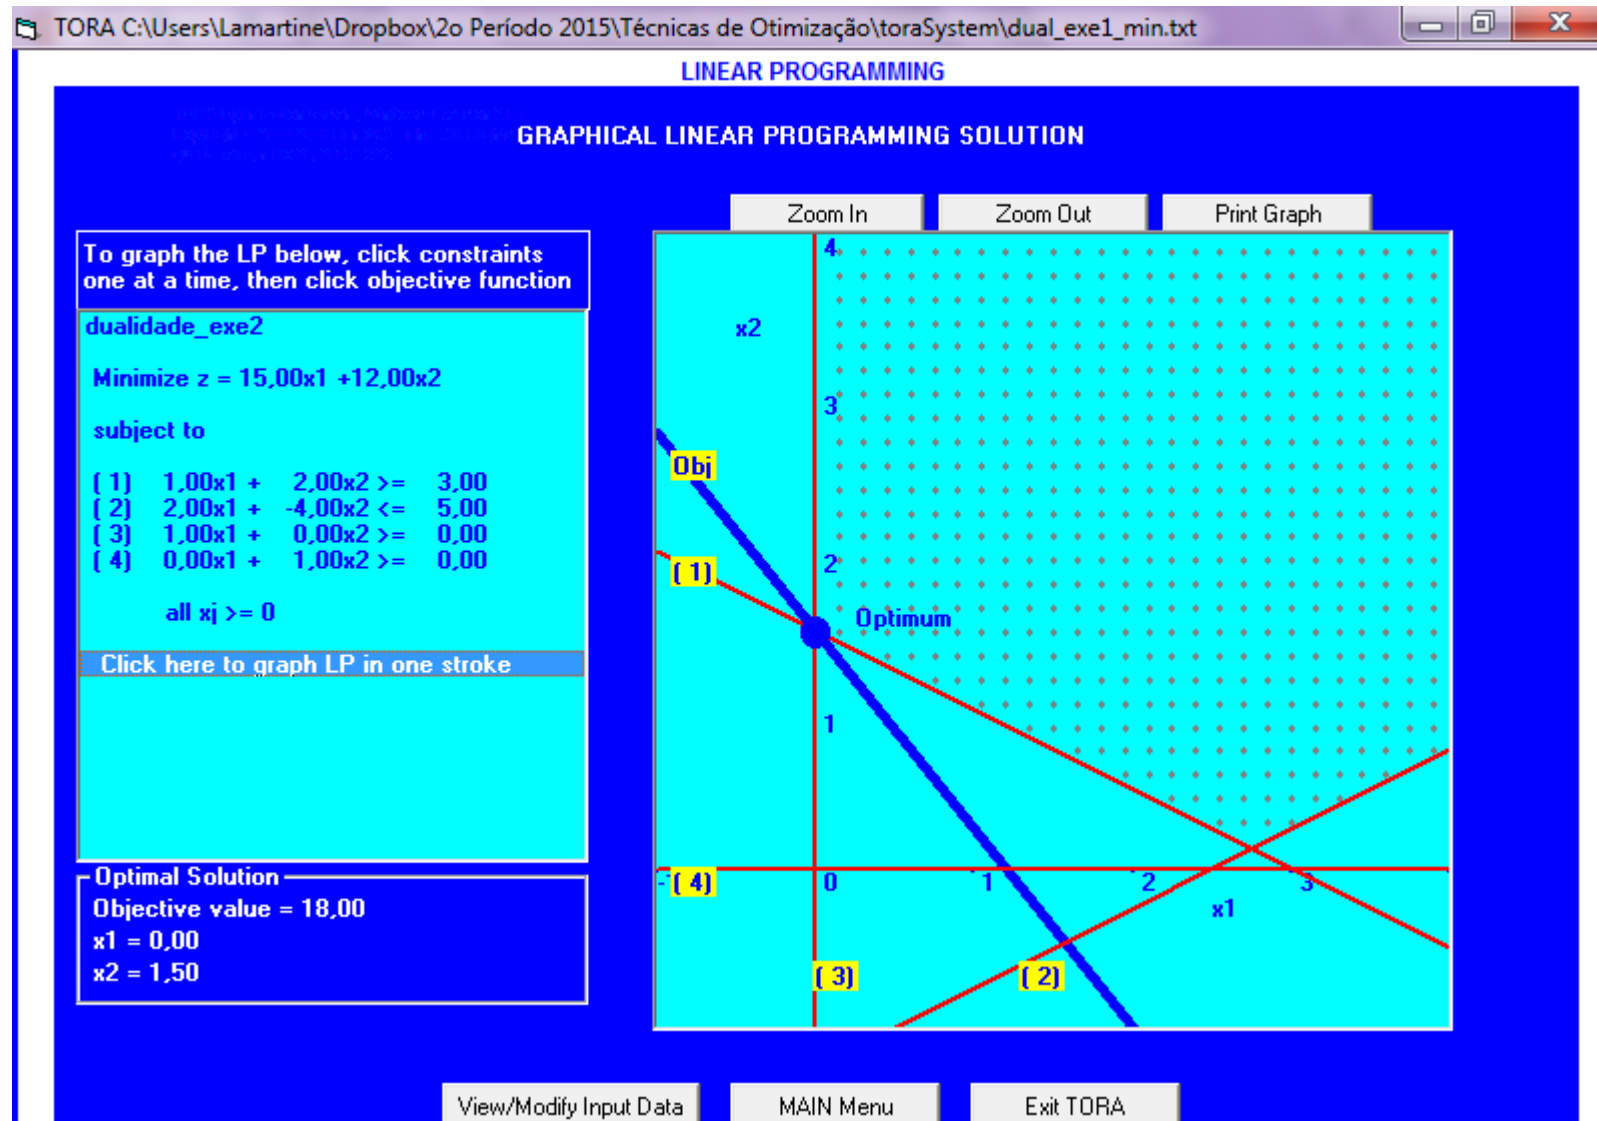 TORA C:\Users\Lamartine\Dropbox\2o Período 2015\Técnicas de Otimização\toraSystem\dual_exe1_min.txt
LINEAR PROGRAMMING
GRAPHICAL LINEAR PROGRAMMING SOLUTION
Zoom In Zoom Out Print Graph
To graph the LP below, click constraints
one at a time, then click objective function
dualidade_exe2
Minimize z = 15,00x1 +12,00x2
subject to
( 1) 1,00x1 + 2,00x2 >= 3,00
( 2) 2,00x1 + -4,00x2 <= 5,00
( 3) 1,00x1 + 0,00x2 >= 0,00
( 4) 0,00x1 + 1,00x2 >= 0,00
all xj >= 0
Click here to graph LP in one stroke
Optimal Solution
Objective value = 18,00
x1 = 0,00
x2 = 1,50
4
x2
3
Obj
( 1)
2
Optimum
1
( 4) 0 1 2 3
x1
( 3) ( 2)
View/Modify Input Data MAIN Menu Exit TORA